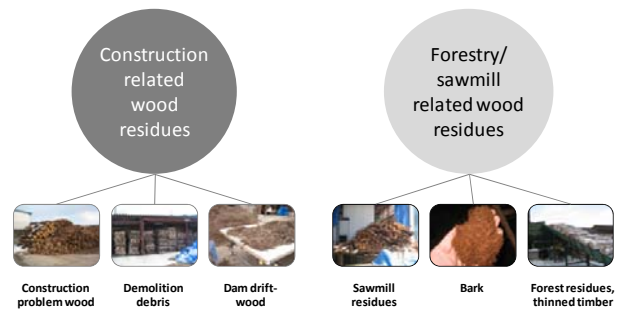 Construction
related
wood
residues
Forestry/
sawmill
related wood
residues
Construction
problem wood
Demolition
debris
Dam drift-
wood
Sawmill
residues
Bark
Forest residues,
thinned timber